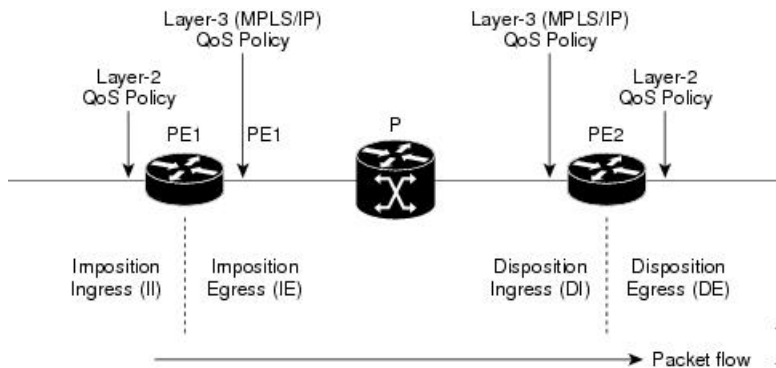 Layer-3 (MPLS/IP)
QoS Policy
Layer-3 (MPLS/IP)
QoS Policy
Layer-2
QoS Policy
Layer-2
QoS Policy
PE1
PE1
P
PE2
Imposition
Ingress (II)
Imposition
Egress (IE)
Disposition
Ingress (DI)
Disposition
Egress (DE)
Packet flow